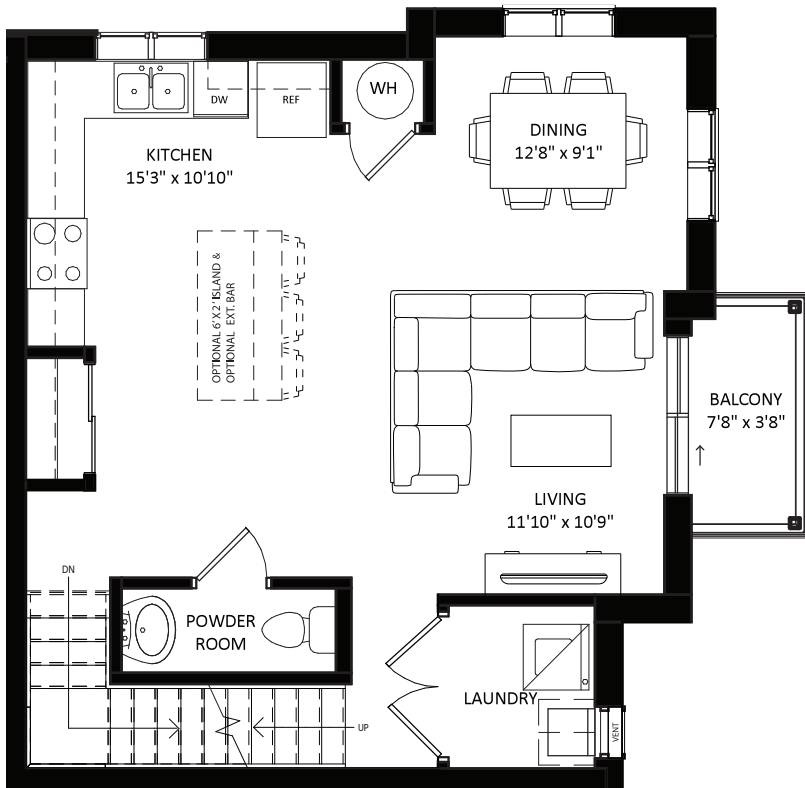 WH
DW
REF
KITCHEN
15'3" x 10'10"
DINING
12'8" x 9'1"
OPTIONAL 6' X 2' ISLAND &
OPTIONAL EXT. BAR
BALCONY
7'8" x 3'8"
LIVING
11'10" x 10'9"
DN
POWDER
ROOM
LAUNDRY
UP
VENT